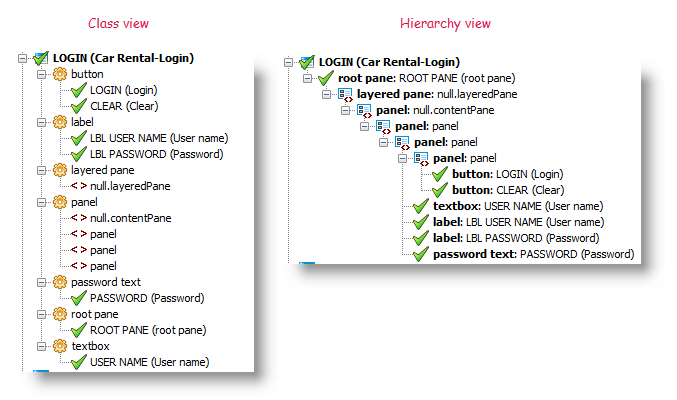 Class view
LOGIN (Car Rental-Login)
button
LOGIN (Login)
CLEAR (Clear)
label
LBL USER NAME (User name)
LBL PASSWORD (Password)
layered pane
< > null.layeredPane
panel
< > null.contentPane
< > panel
< > panel
< > panel
password text
PASSWORD (Password)
root pane
ROOT PANE (root pane)
textbox
USER NAME (User name)
Hierarchy view
LOGIN (Car Rental-Login)
root pane: ROOT PANE (root pane)
layered pane: null.layeredPane
panel: null.contentPane
panel: panel
panel: panel
panel: panel
button: LOGIN (Login)
button: CLEAR (Clear)
textbox: USER NAME (User name)
label: LBL USER NAME (User name)
label: LBL PASSWORD (Password)
password text: PASSWORD (Password)